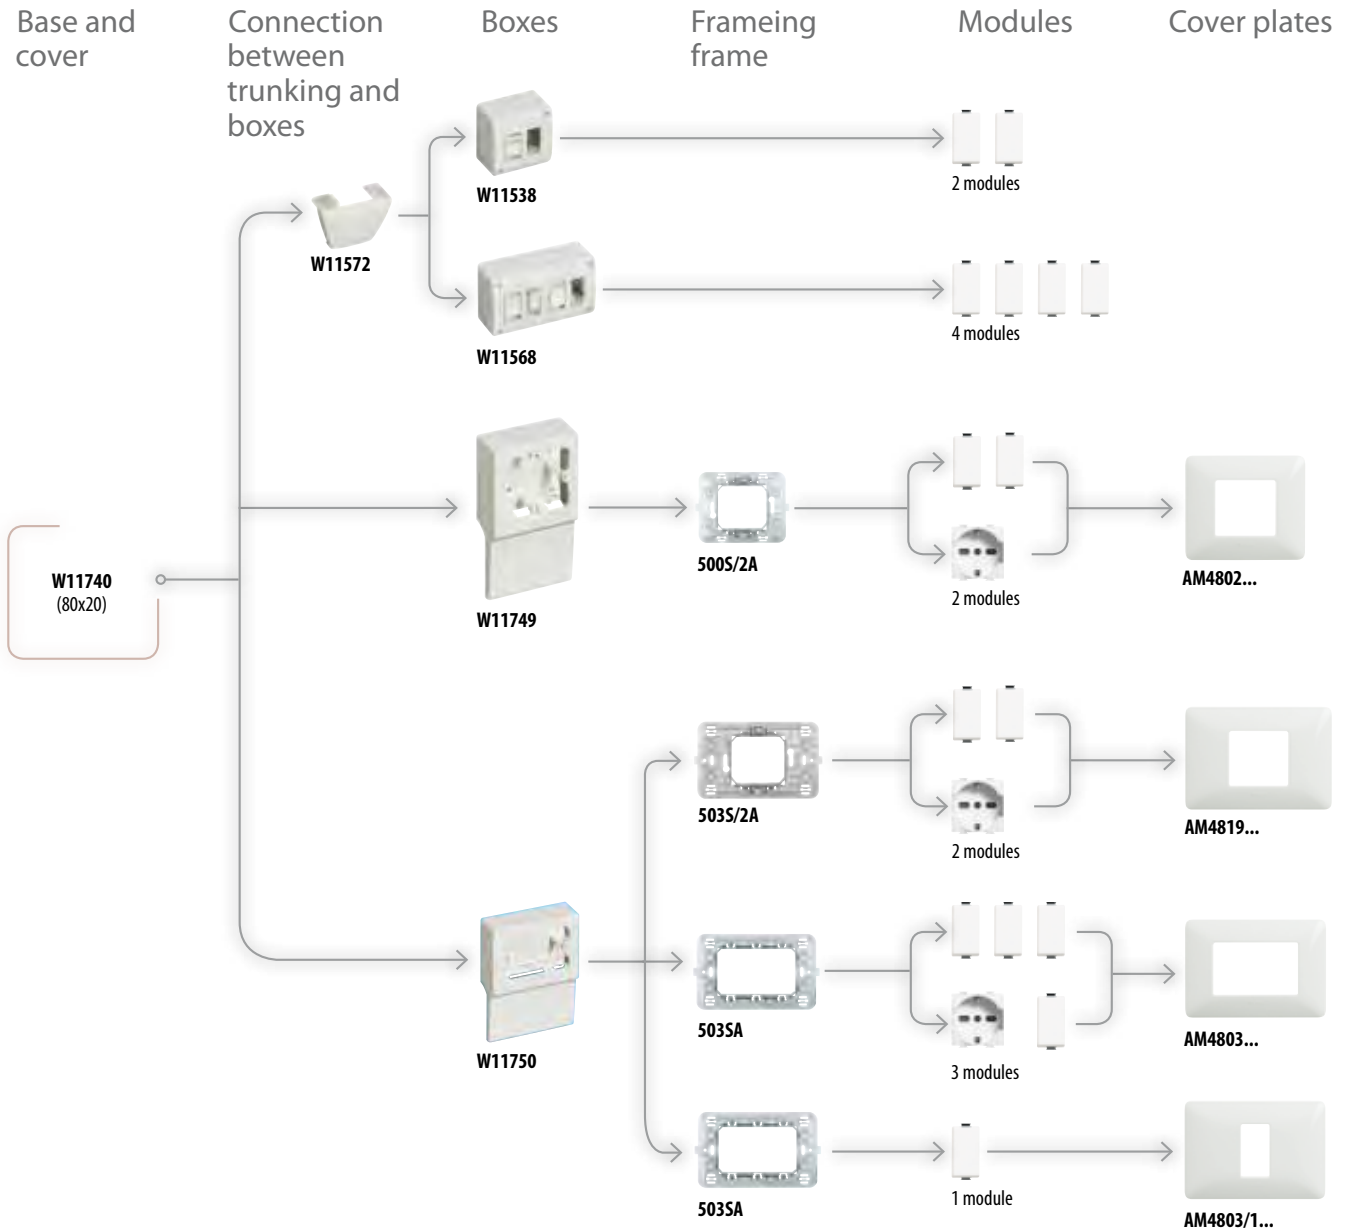 Base and
cover
Connection
between
trunking and
boxes
Boxes
Frameing
frame
Modules
Cover plates
W11538
2 modules
W11572
W11568
4 modules
W11740
(80x20)
W11749
500S/2A
2 modules
AM4802...
503S/2A
2 modules
AM4819...
W11750
503SA
3 modules
AM4803...
503SA
1 module
AM4803/1...